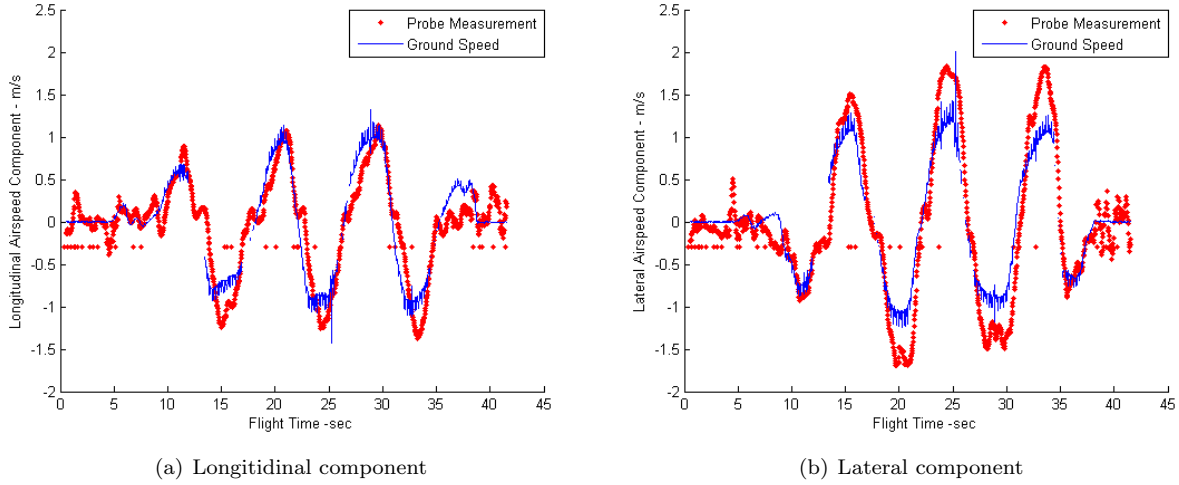 2.5
2
1.5
1
0.5
0
-0.5
-1
-1.5
-2
Longitudinal Airspeed Component - m/s
Probe Measurement
Ground Speed
0 5 10 15 20 25 30 35 40 45
Flight Time -sec
(a) Longitidinal component
2.5
2
1.5
1
0.5
0
-0.5
-1
-1.5
-2
Lateral Airspeed Component - m/s
Probe Measurement
Ground Speed
0 5 10 15 20 25 30 35 40 45
Flight Time -sec
(b) Lateral component